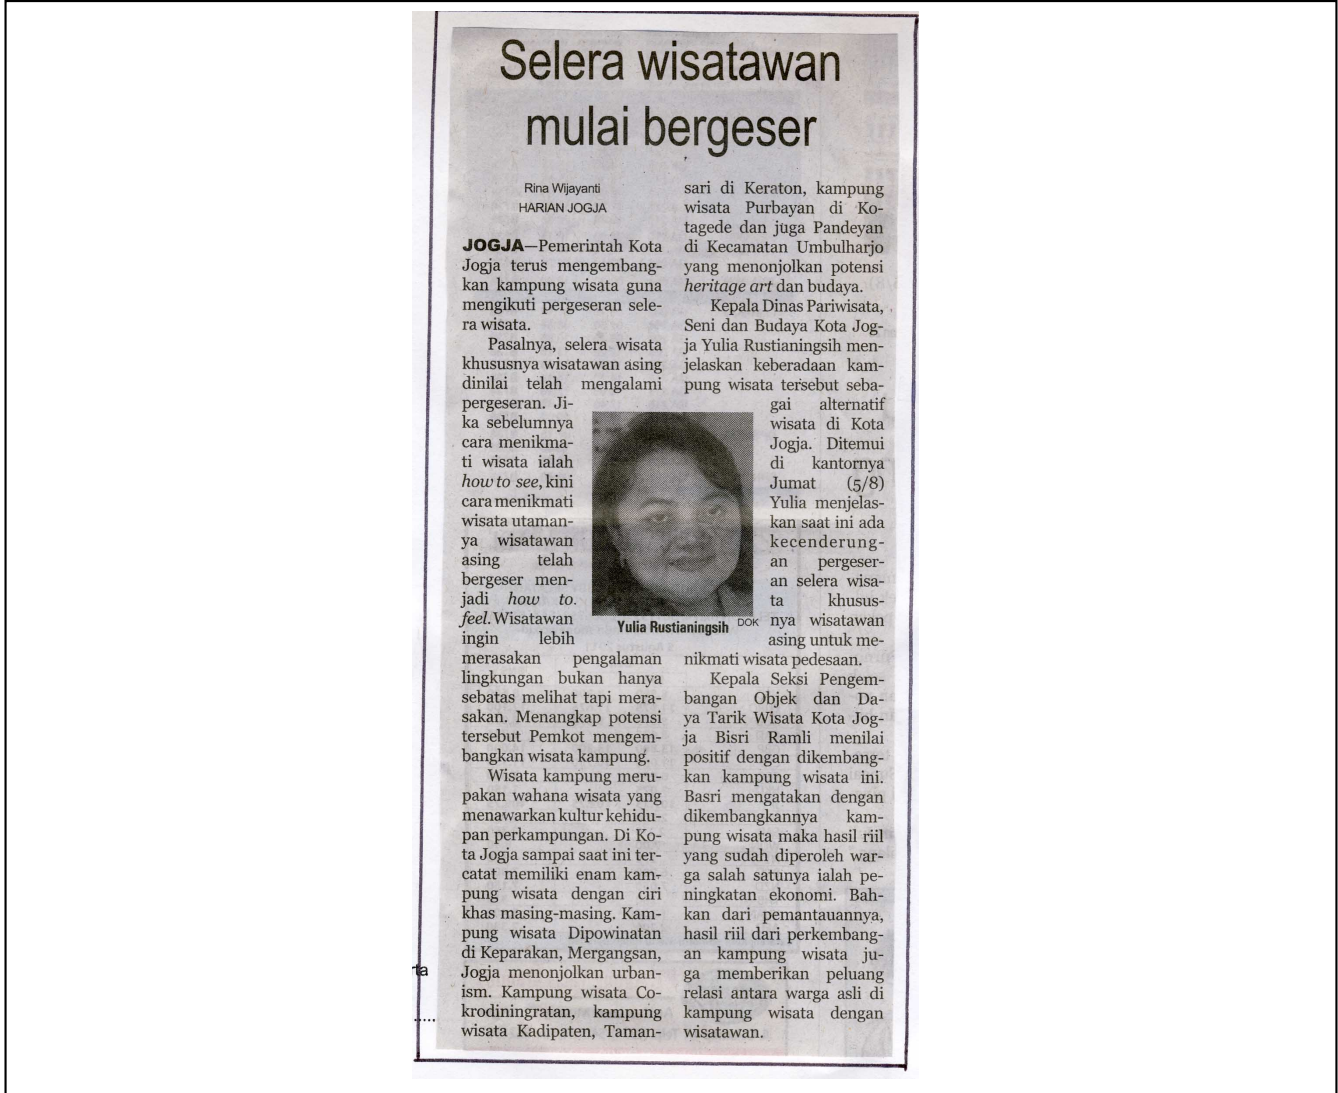 Selera wisatawan
mulai bergeser
Rina Wijayanti
HARIAN JOGJA
JOGJA—Pemerintah Kota
Jogja terus mengembang-
kan kampung wisata guna
mengikuti pergeseran sele-
ra wisata.
Pasalnya, selera wisata
khususnya wisatawan asing
dinilai telah mengalami
pergeseran. Ji-
ka sebelumnya
cara menikma-
ti wisata ialah
how to see, kini
cara menikmati
wisata utaman-
ya wisatawan
asing telah
bergeser men-
jadi how to
feel. Wisatawan
ingin lebih
merasakan pengalaman
lingkungan bukan hanya
sebatas melihat tapi mera-
sakan. Menangkap potensi
tersebut Pemkot mengem-
bangkan wisata kampung.
Wisata kampung meru-
pakan wahana wisata yang
menawarkan kultur kehidu-
pan perkampungan. Di Ko-
ta Jogja sampai saat ini ter-
catat memiliki enam kam-
pung wisata dengan ciri
khas masing-masing. Kam-
pung wisata Dipowinatan
di Keparakan, Mergangsan,
Jogja menonjolkan urban-
ism. Kampung wisata Co-
krodiningratan, kampung
wisata Kadipaten, Taman-
sari di Keraton, kampung
wisata Purbayan di Ko-
tagede dan juga Pandeyan
di Kecamatan Umbulharjo
yang menonjolkan potensi
heritage art dan budaya.
Kepala Dinas Pariwisata,
Seni dan Budaya Kota Jog-
ja Yulia Rustianingsih men-
jelaskan keberadaan kam-
pung wisata tersebut seba-
gai alternatif
wisata di Kota
Jogja. Ditemui
di kantornya
Jumat (5/8)
Yulia menjelas-
kan saat ini ada
kecenderung-
an pergeser-
an selera wisa-
ta khusus-
nya wisatawan
asing untuk me-
nikmati wisata pedesaan.
Kepala Seksi Pengem-
bangan Objek dan Da-
ya Tarik Wisata Kota Jog-
ja Bisri Ramli menilai
positif dengan dikembang-
kan kampung wisata ini.
Basri mengatakan dengan
dikembangkannya kam-
pung wisata maka hasil riil
yang sudah diperoleh war-
ga salah satunya ialah pe-
ningkatan ekonomi. Bah-
kan dari pemantauannya,
hasil riil dari perkembang-
an kampung wisata ju-
ga memberikan peluang
relasi antara warga asli di
kampung wisata dengan
wisatawan.
Yulia Rustianingsih DOK
rta
.....